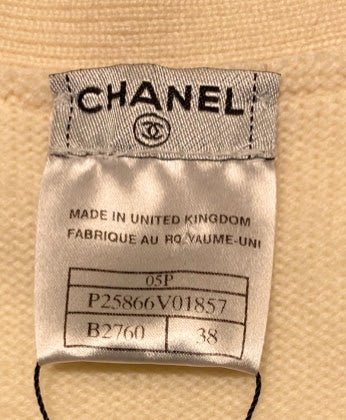 CHANEL
MADE IN UNITED KINGDOM
FABRIQUE AU ROYAUME-UNI
05P
P25866V01857
B2760 38